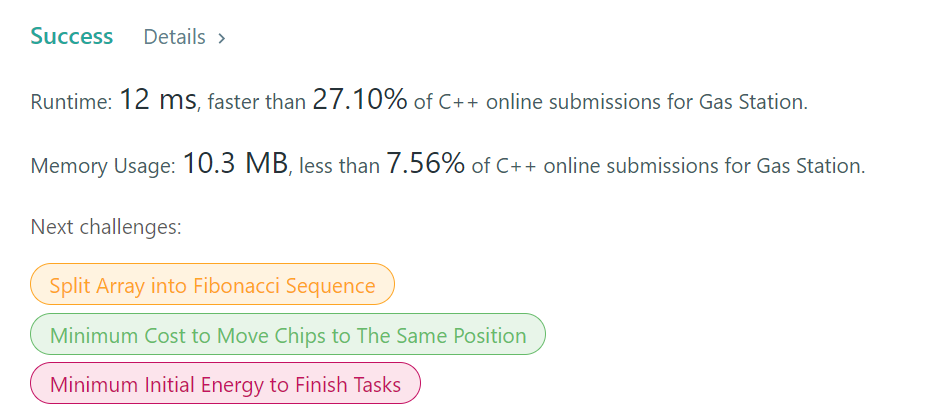 Success Details >
Runtime: 12 ms, faster than 27.10% of C++ online submissions for Gas Station.
Memory Usage: 10.3 MB, less than 7.56% of C++ online submissions for Gas Station.
Next challenges:
Split Array into Fibonacci Sequence
Minimum Cost to Move Chips to The Same Position
Minimum Initial Energy to Finish Tasks